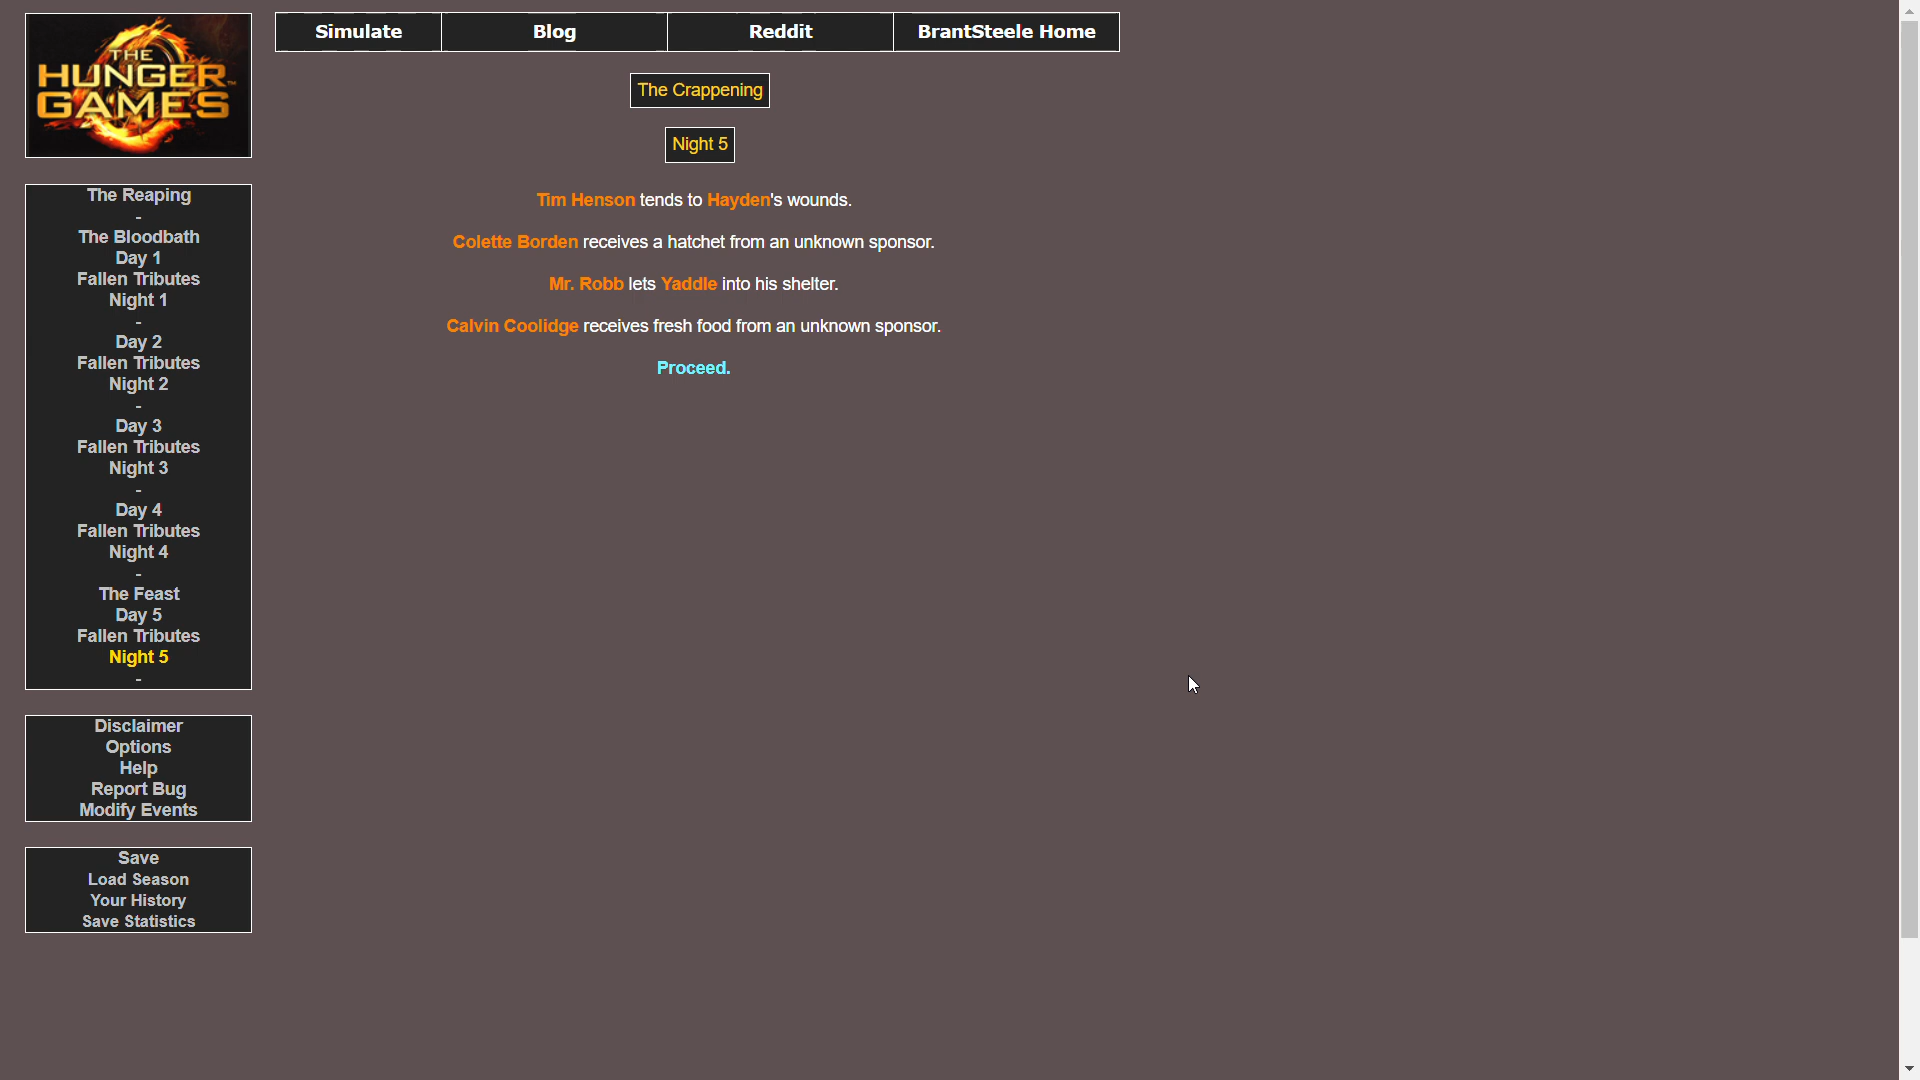 THE
HUNGER
GAMES
Simulate
Blog
Reddit
BrantSteele Home
The Crappening
Night 5
Tim Henson tends to Hayden's wounds.
Colette Borden receives a hatchet from an unknown sponsor.
Mr. Robb lets Yaddle into his shelter.
Calvin Coolidge receives fresh food from an unknown sponsor.
Proceed.
The Reaping
-
The Bloodbath
Day 1
Fallen Tributes
Night 1
-
Day 2
Fallen Tributes
Night 2
-
Day 3
Fallen Tributes
Night 3
-
Day 4
Fallen Tributes
Night 4
-
The Feast
Day 5
Fallen Tributes
Night 5
-
Disclaimer
Options
Help
Report Bug
Modify Events
Save
Load Season
Your History
Save Statistics